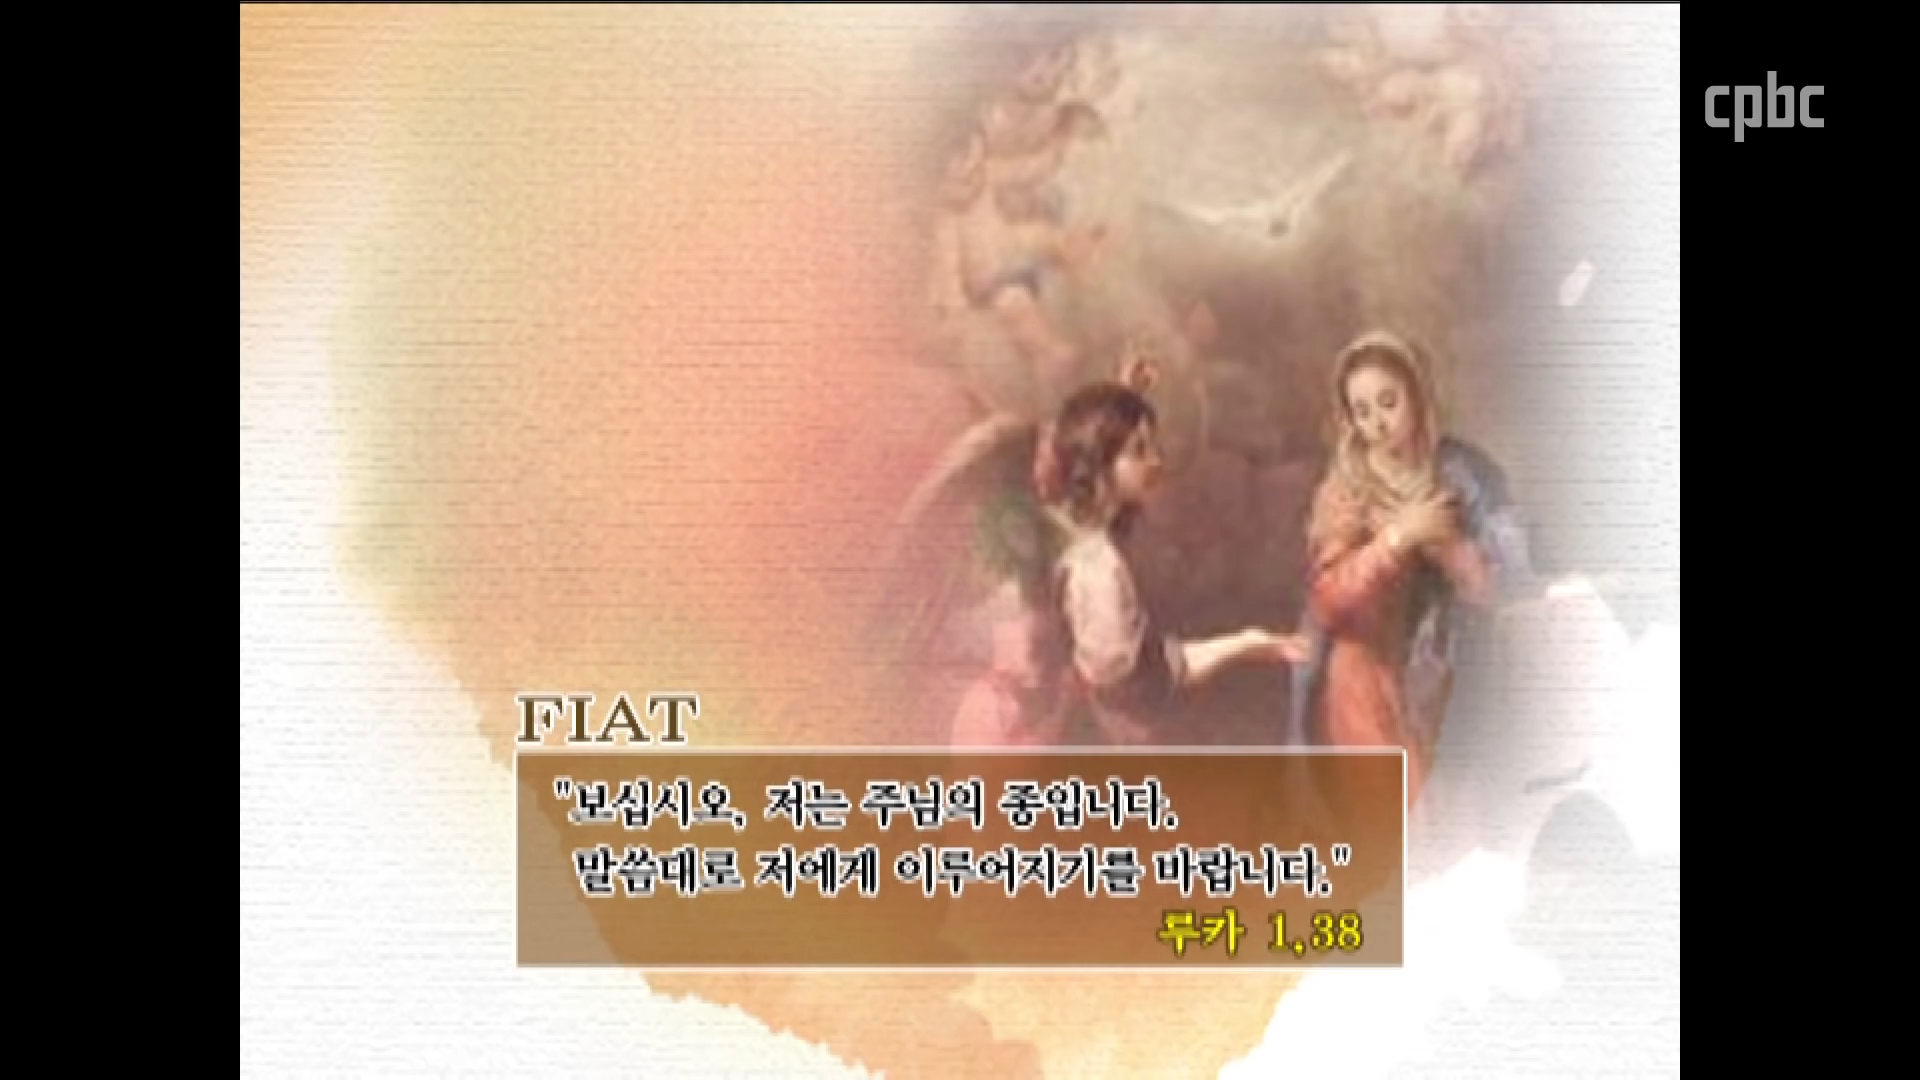 cpbc
FIAT
"보십시오, 저는 주님의 종입니다.
말씀대로 저에게 이루어지기를 바랍니다."
루카 1,38